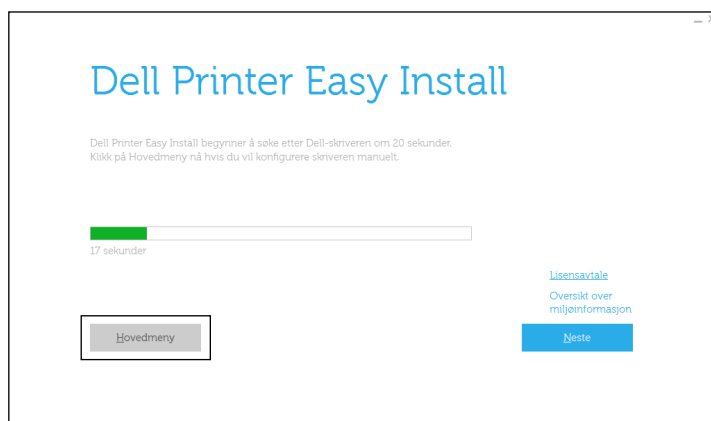 Dell Printer Easy Install
Dell Printer Easy Install begynner å søke etter Dell-skriveren om 20 sekunder.
Klikk på Hovedmeny nå hvis du vil konfigurere skriveren manuelt.
17 sekunder
Lisensavtale
Oversikt over
miljøinformasjon
Hovedmeny
Neste